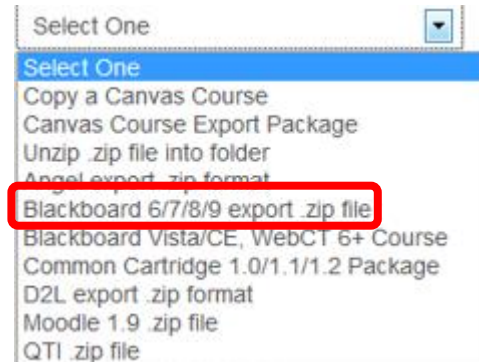 Select One
Select One
Copy a Canvas Course
Canvas Course Export Package
Unzip .zip file into folder
Angel export .zip format
Blackboard 6/7/8/9 export .zip file
Blackboard Vista/CE, WebCT 6+ Course
Common Cartridge 1.0/1.1/1.2 Package
D2L export .zip format
Moodle 1.9 .zip file
QTI .zip file